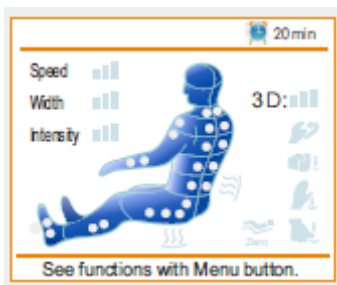 20min
Speed
Width
3D:
Intensity
Zero
See functions with Menu button.